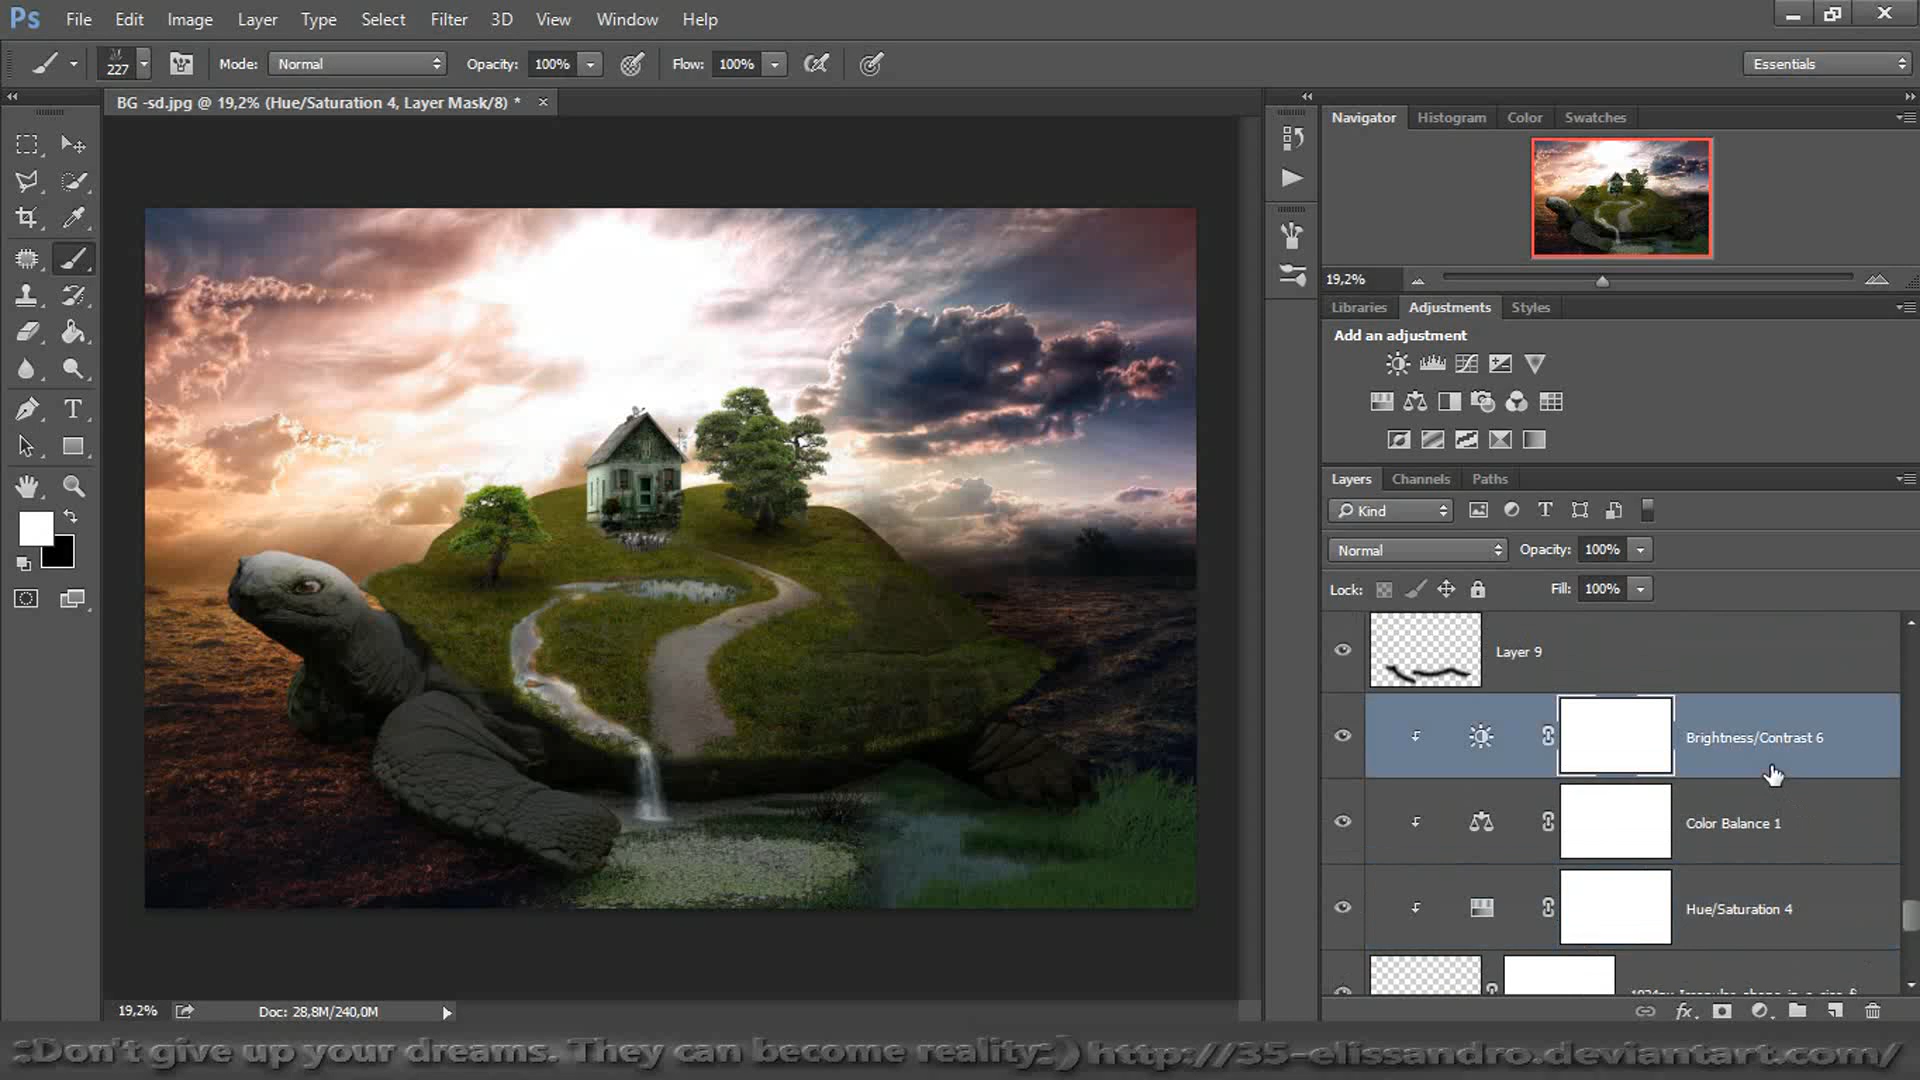 Ps File Edit Image Layer Type Select Filter 3D View Window Help
227 Mode: Normal Opacity: 100% Flow: 100% Essentials
BG -sd.jpg @ 19,2% (Hue/Saturation 4, Layer Mask/8) * ×
Navigator Histogram Color Swatches
19,2%
Libraries Adjustments Styles
Add an adjustment
Layers Channels Paths
Kind
Normal Opacity: 100%
Lock: Fill: 100%
Layer 9
Brightness/Contrast 6
Color Balance 1
Hue/Saturation 4
19,2% Doc: 28,8M/240,0M
:Don't give up your dreams. They can become reality:) http://35-elissandro.deviantart.com/